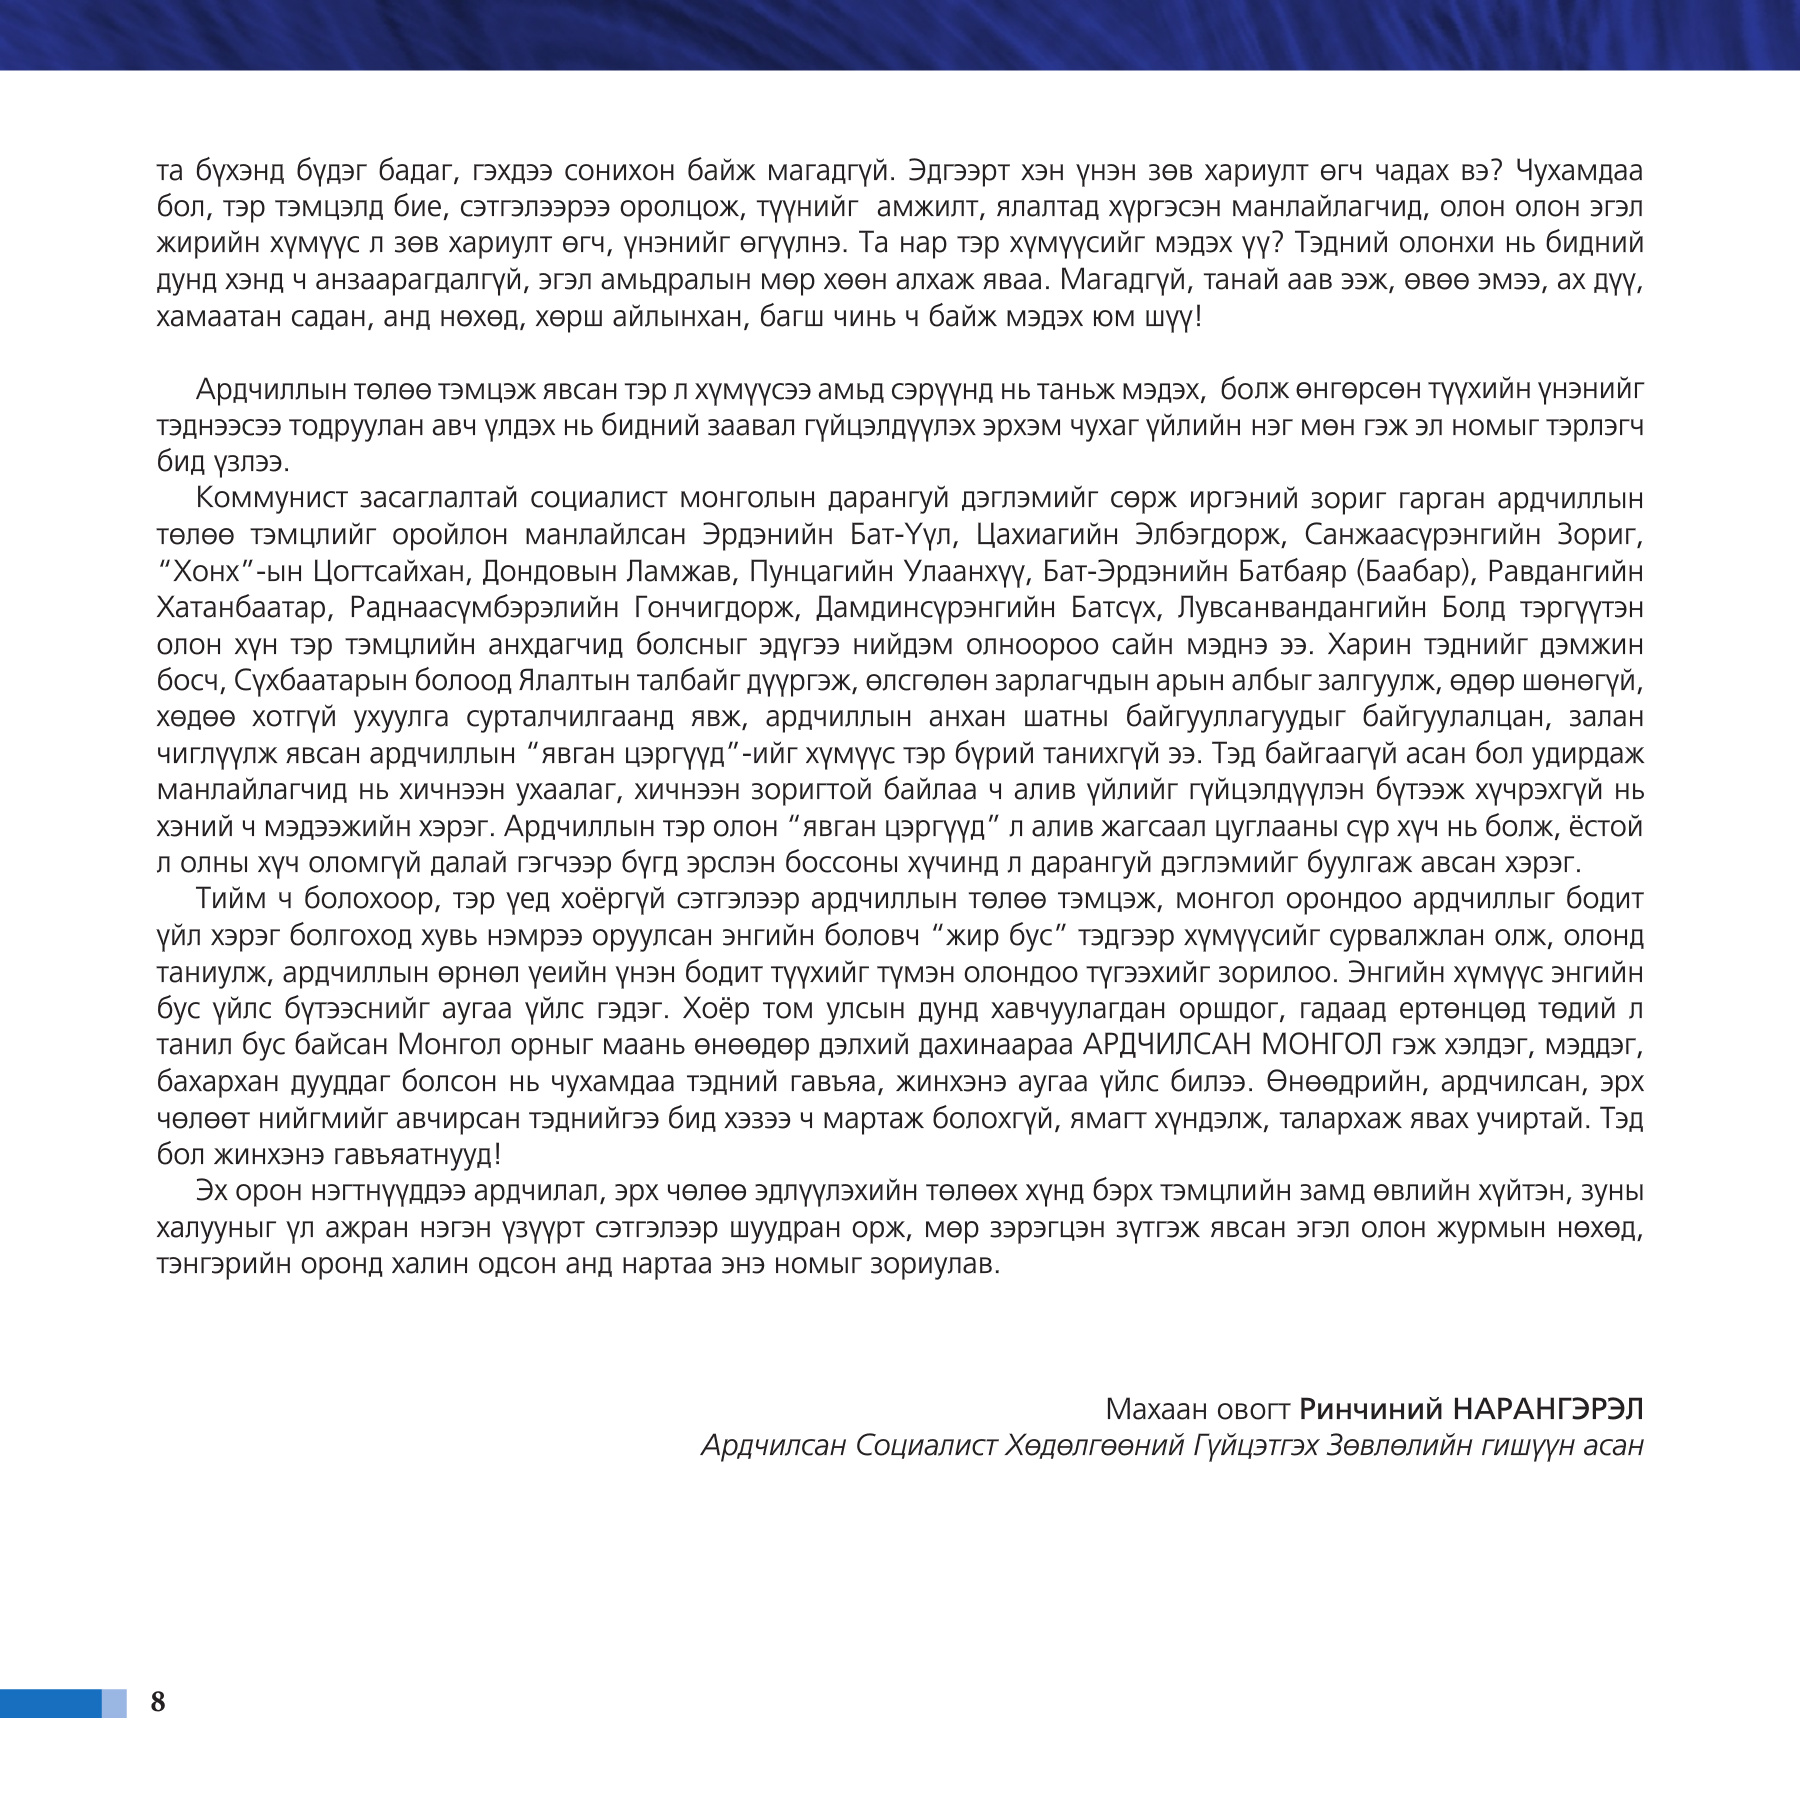 та бүхэнд бүдэг бадаг, гэхдээ сонихон байж магадгүй. Эдгээрт хэн үнэн зөв хариулт өгч чадах вэ? Чухамдаа
бол, тэр тэмцэлд бие, сэтгэлээрээ оролцож, түүнийг амжилт, ялалтад хүргэсэн манлайлагчид, олон олон эгэл
жирийн хүмүүс л зөв хариулт өгч, үнэнийг өгүүлнэ. Та нар тэр хүмүүсийг мэдэх үү? Тэдний олонхи нь бидний
дунд хэнд ч анзаарагдалгүй, эгэл амьдралын мөр хөөн алхаж яваа. Магадгүй, танай аав ээж, өвөө эмээ, ах дүү,
хамаатан садан, анд нөхөд, хөрш айлынхан, багш чинь ч байж мэдэх юм шүү!
Ардчиллын төлөө тэмцэж явсан тэр л хүмүүсээ амьд сэрүүнд нь таньж мэдэх, болж өнгөрсөн түүхийн үнэнийг
тэднээсээ тодруулан авч үлдэх нь бидний заавал гүйцэлдүүлэх эрхэм чухаг үйлийн нэг мөн гэж эл номыг тэрлэгч
бид үзлээ.
Коммунист засаглалтай социалист монголын дарангуй дэглэмийг сөрж иргэний зориг гарган ардчиллын
төлөө тэмцлийг оройлон манлайлсан Эрдэнийн Бат-Үүл, Цахиагийн Элбэгдорж, Санжаасүрэнгийн Зориг,
“Хонх”-ын Цогтсайхан, Дондовын Ламжав, Пунцагийн Улаанхүү, Бат-Эрдэнийн Батбаяр (Баабар), Равдангийн
Хатанбаатар, Раднаасүмбэрэлийн Гончигдорж, Дамдинсүрэнгийн Батсүх, Лувсанвандангийн Болд тэргүүтэн
олон хүн тэр тэмцлийн анхдагчид болсныг эдүгээ нийдэм олноороо сайн мэднэ ээ. Харин тэднийг дэмжин
босч, Сүхбаатарын болоод Ялалтын талбайг дүүргэж, өлсгөлөн зарлагчдын арын албыг залгуулж, өдөр шөнөгүй,
хөдөө хотгүй ухуулга сурталчилгаанд явж, ардчиллын анхан шатны байгууллагуудыг байгуулалцан, залан
чиглүүлж явсан ардчиллын “явган цэргүүд”-ийг хүмүүс тэр бүрий танихгүй ээ. Тэд байгаагүй асан бол удирдаж
манлайлагчид нь хичнээн ухаалаг, хичнээн зоригтой байлаа ч алив үйлийг гүйцэлдүүлэн бүтээж хүчрэхгүй нь
хэний ч мэдээжийн хэрэг. Ардчиллын тэр олон “явган цэргүүд” л алив жагсаал цуглааны сүр хүч нь болж, ёстой
л олны хүч оломгүй далай гэгчээр бүгд эрслэн боссоны хүчинд л дарангуй дэглэмийг буулгаж авсан хэрэг.
Тийм ч болохоор, тэр үед хоёргүй сэтгэлээр ардчиллын төлөө тэмцэж, монгол орондоо ардчиллыг бодит
үйл хэрэг болгоход хувь нэмрээ оруулсан энгийн боловч “жир бус” тэдгээр хүмүүсийг сурвалжлан олж, олонд
таниулж, ардчиллын өрнөл үеийн үнэн бодит түүхийг түмэн олондоо түгээхийг зорилоо. Энгийн хүмүүс энгийн
бус үйлс бүтээснийг аугаа үйлс гэдэг. Хоёр том улсын дунд хавчуулагдан оршдог, гадаад ертөнцөд төдий л
танил бус байсан Монгол орныг маань өнөөдөр дэлхий дахинаараа АРДЧИЛСАН МОНГОЛ гэж хэлдэг, мэддэг,
бахархан дууддаг болсон нь чухамдаа тэдний гавъяа, жинхэнэ аугаа үйлс билээ. Өнөөдрийн, ардчилсан, эрх
чөлөөт нийгмийг авчирсан тэднийгээ бид хэзээ ч мартаж болохгүй, ямагт хүндэлж, талархаж явах учиртай. Тэд
бол жинхэнэ гавъяатнууд!
Эх орон нэгтнүүддээ ардчилал, эрх чөлөө эдлүүлэхийн төлөөх хүнд бэрх тэмцлийн замд өвлийн хүйтэн, зуны
халууныг үл ажран нэгэн үзүүрт сэтгэлээр шуудран орж, мөр зэрэгцэн зүтгэж явсан эгэл олон журмын нөхөд,
тэнгэрийн оронд халин одсон анд нартаа энэ номыг зориулав.
Махаан овогт Ринчиний НАРАНГЭРЭЛ
Ардчилсан Социалист Хөдөлгөөний Гүйцэтгэх Зөвлөлийн гишүүн асан
8